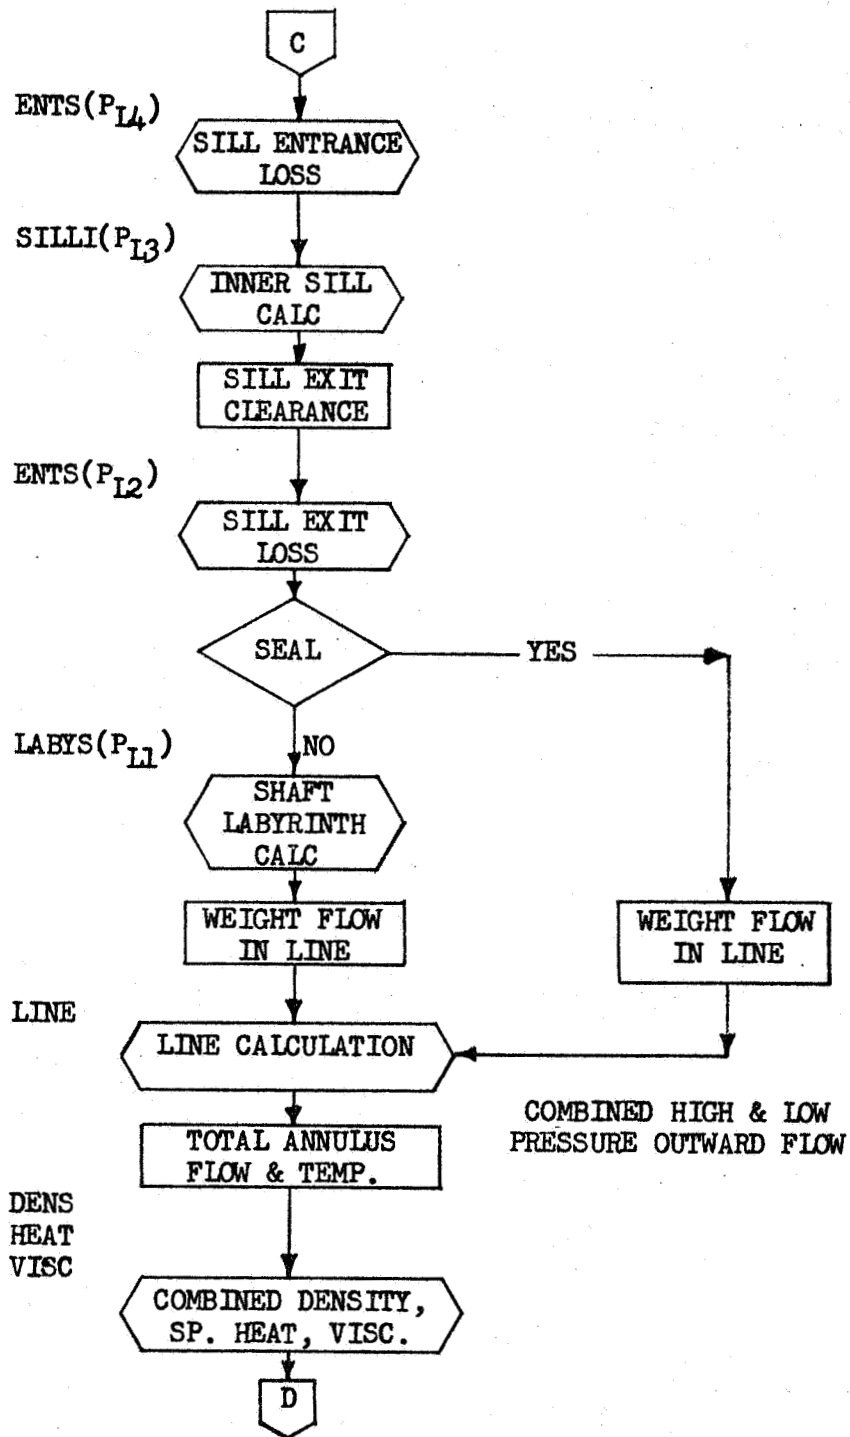 C
ENTS(P_L4)
SILL ENTRANCE
LOSS
SILLI(P_L3)
INNER SILL
CALC
SILL EXIT
CLEARANCE
ENTS(P_L2)
SILL EXIT
LOSS
SEAL
YES
LABYS(P_L1)
NO
SHAFT
LABYRINTH
CALC
WEIGHT FLOW
IN LINE
WEIGHT FLOW
IN LINE
LINE
LINE CALCULATION
COMBINED HIGH & LOW
PRESSURE OUTWARD FLOW
TOTAL ANNULUS
FLOW & TEMP.
DENS
HEAT
VISC
COMBINED DENSITY,
SP. HEAT, VISC.
D